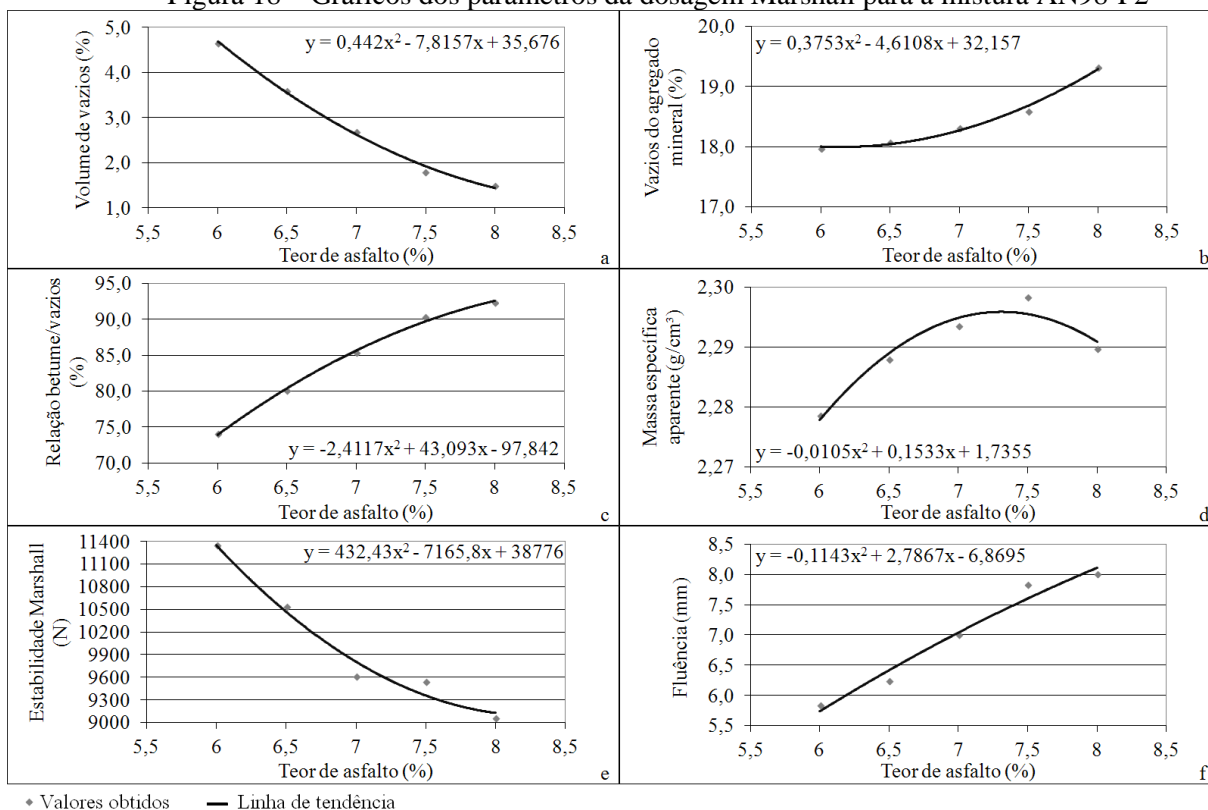 Figura 18 – Gráficos dos parâmetros da dosagem Marshall para a mistura AN98-P2
5,0
4,0
3,0
2,0
1,0
Volume de vazios (%)
y = 0,442x² - 7,8157x + 35,676
5,5 6 6,5 7 7,5 8 8,5
Teor de asfalto (%)
a
20,0
19,0
18,0
17,0
Vazios do agregado
mineral (%)
y = 0,3753x² - 4,6108x + 32,157
5,5 6 6,5 7 7,5 8 8,5
Teor de asfalto (%)
b
95,0
90,0
85,0
80,0
75,0
70,0
Relação betume/vazios
(%)
y = -2,4117x² + 43,093x - 97,842
5,5 6 6,5 7 7,5 8 8,5
Teor de asfalto (%)
c
2,30
2,29
2,28
2,27
Massa específica
aparente (g/cm³)
y = -0,0105x² + 0,1533x + 1,7355
5,5 6 6,5 7 7,5 8 8,5
Teor de asfalto (%)
d
11400
11100
10800
10500
10200
9900
9600
9300
9000
Estabilidade Marshall
(N)
y = 432,43x² - 7165,8x + 38776
5,5 6 6,5 7 7,5 8 8,5
Teor de asfalto (%)
e
8,5
8,0
7,5
7,0
6,5
6,0
5,5
Fluência (mm)
y = -0,1143x² + 2,7867x - 6,8695
5,5 6 6,5 7 7,5 8 8,5
Teor de asfalto (%)
f
Valores obtidos
Linha de tendência